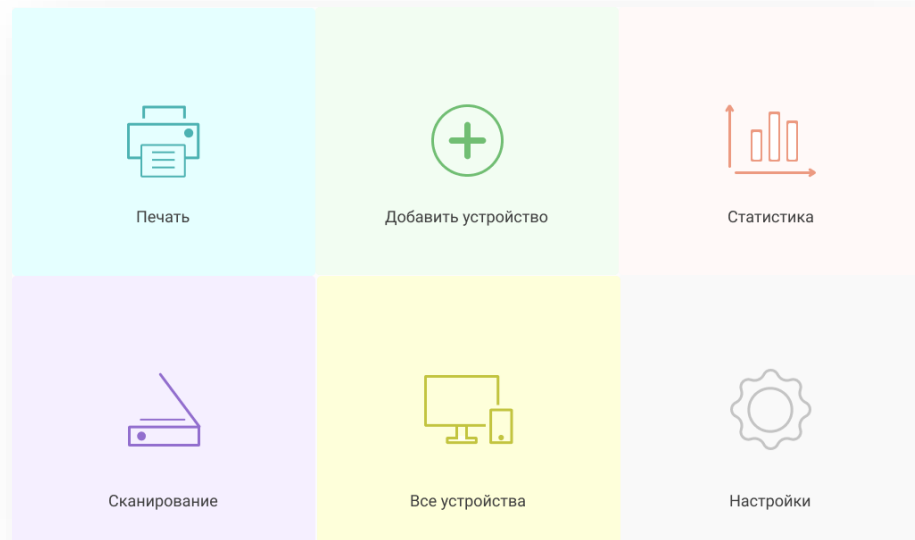 Печать
Добавить устройство
Статистика
Сканирование
Все устройства
Настройки